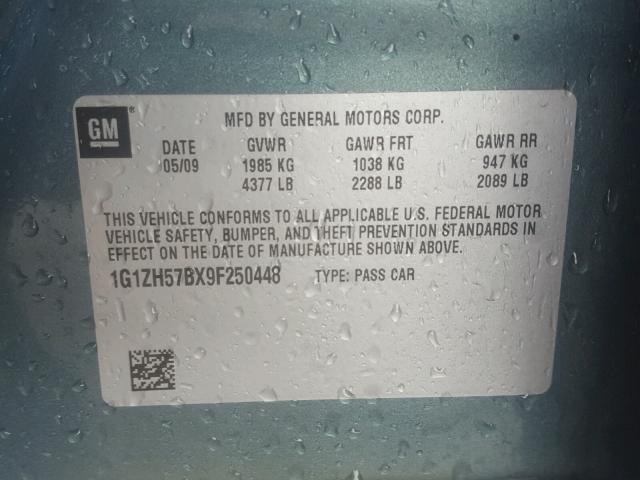 GM ®
MFD BY GENERAL MOTORS CORP.
DATE GVWR GAWR FRT GAWR RR
05/09 1985 KG 1038 KG 947 KG
4377 LB 2288 LB 2089 LB
THIS VEHICLE CONFORMS TO ALL APPLICABLE U.S. FEDERAL MOTOR
VEHICLE SAFETY, BUMPER, AND THEFT PREVENTION STANDARDS IN
EFFECT ON THE DATE OF MANUFACTURE SHOWN ABOVE.
1G1ZH57BX9F250448 TYPE: PASS CAR